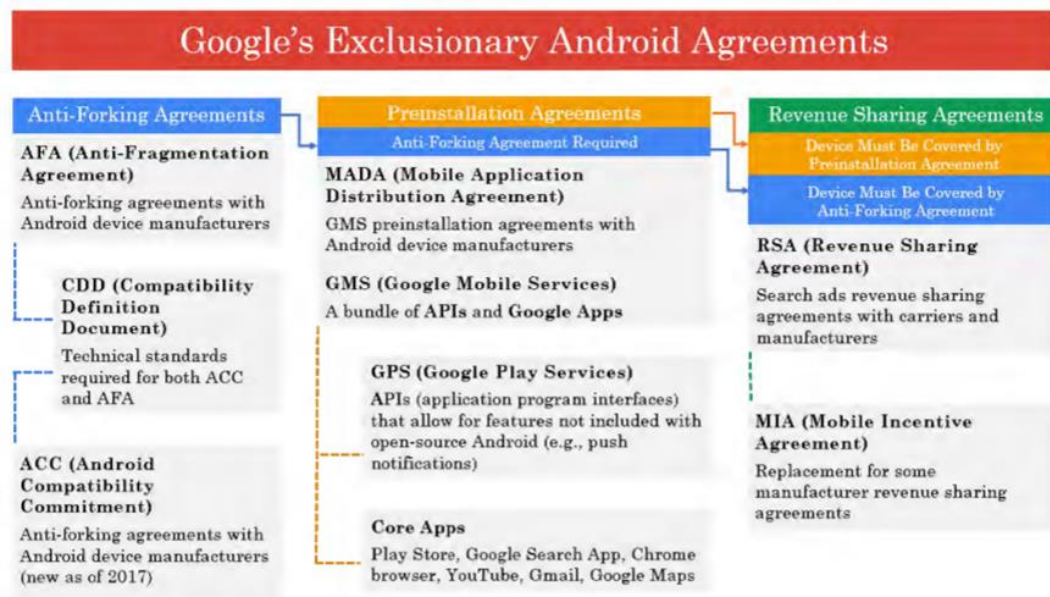 Google's Exclusionary Android Agreements
Anti-Forking Agreements
AFA (Anti-Fragmentation
Agreement)
Anti-forking agreements with
Android device manufacturers
CDD (Compatibility
Definition
Document)
Technical standards
required for both ACC
and AFA
ACC (Android
Compatibility
Commitment)
Anti-forking agreements with
Android device manufacturers
(new as of 2017)
Preinstallation Agreements
Anti-Forking Agreement Required
MADA (Mobile Application
Distribution Agreement)
GMS preinstallation agreements with
Android device manufacturers
GMS (Google Mobile Services)
A bundle of APIs and Google Apps
GPS (Google Play Services)
APIs (application program interfaces)
that allow for features not included with
open-source Android (e.g., push
notifications)
Core Apps
Play Store, Google Search App, Chrome
browser, YouTube, Gmail, Google Maps
Revenue Sharing Agreements
Device Must Be Covered by
Preinstallation Agreement
Device Must Be Covered by
Anti-Forking Agreement
RSA (Revenue Sharing
Agreement)
Search ads revenue sharing
agreements with carriers and
manufacturers
MIA (Mobile Incentive
Agreement)
Replacement for some
manufacturer revenue sharing
agreements